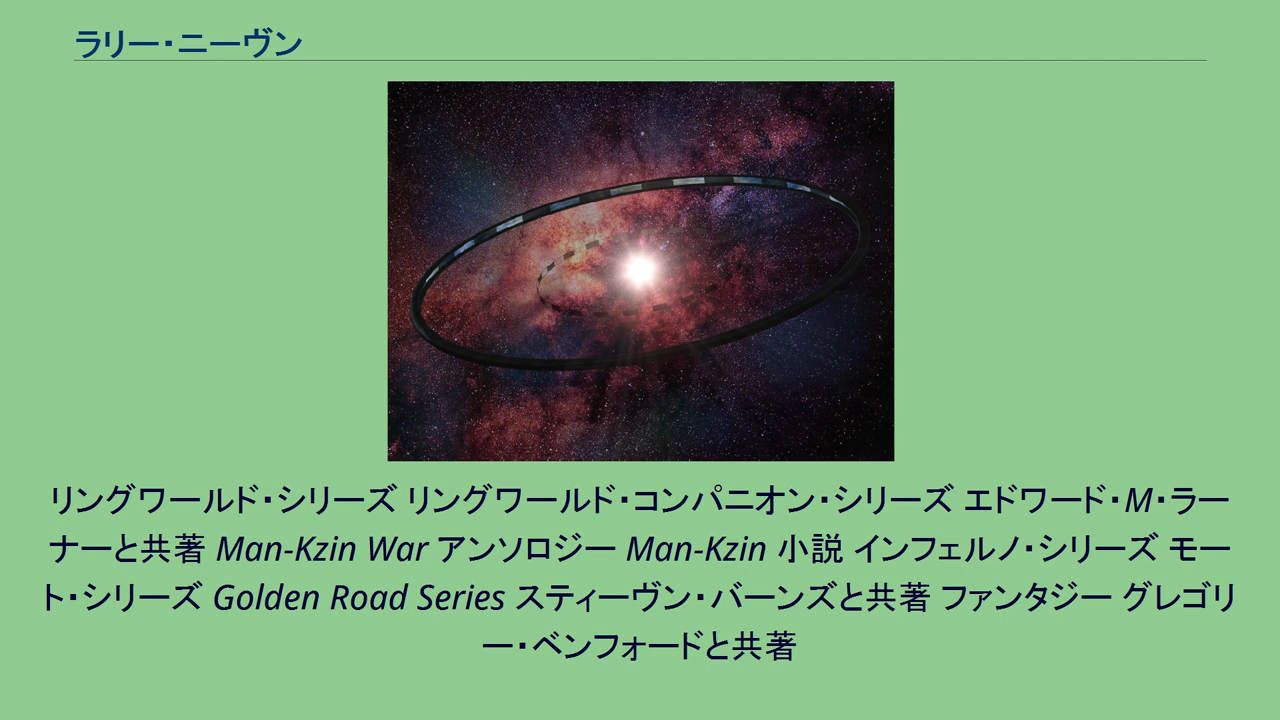 ラリー・ニーヴン
リングワールド・シリーズ リングワールド・コンパニオン・シリーズ エドワード・M・ラー
ナーと共著 Man-Kzin War アンソロジー Man-Kzin 小説 インフェルノ・シリーズ モー
ト・シリーズ Golden Road Series スティーヴン・バーンズと共著 ファンタジー グレゴリ
ー・ベンフォードと共著